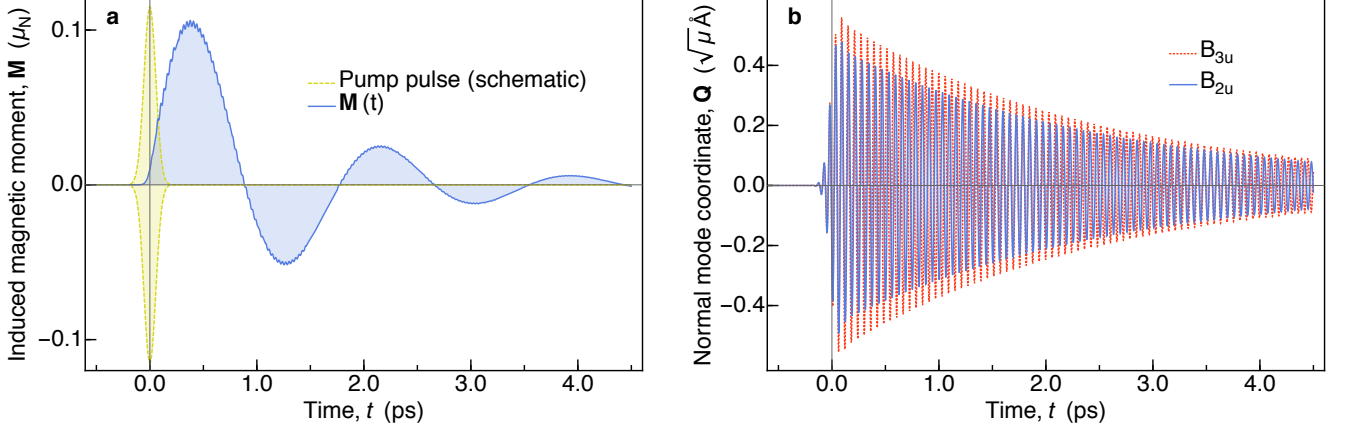 a
Induced magnetic moment, M (μN)
0.1
0.0
−0.1
Pump pulse (schematic)
M (t)
0.0 1.0 2.0 3.0 4.0
Time, t (ps)
b
Normal mode coordinate, Q (√μ Å)
0.4
0.2
0.0
−0.2
−0.4
B3u
B2u
0.0 1.0 2.0 3.0 4.0
Time, t (ps)